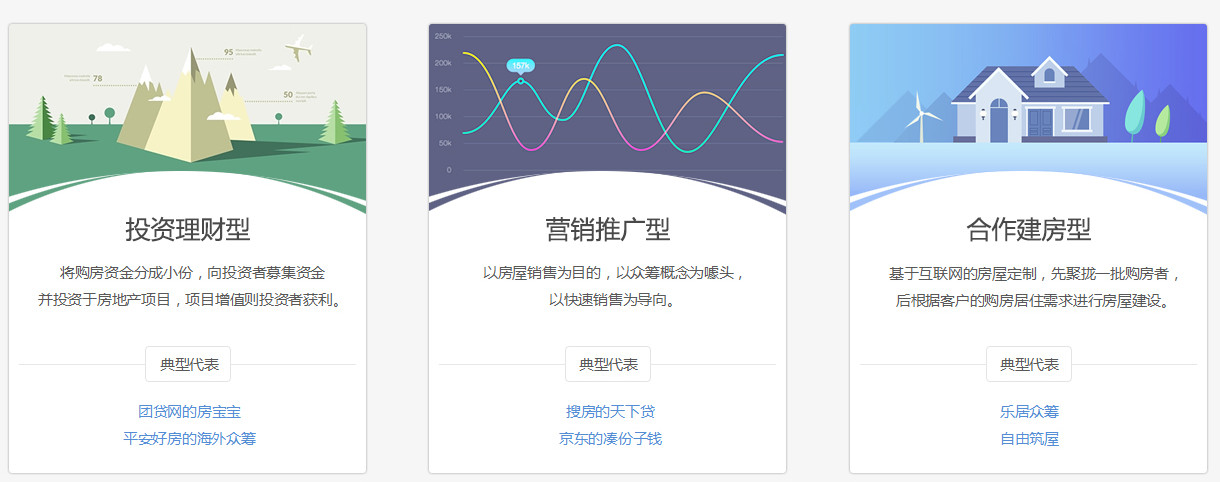 95
78
50
250k
200k
150k
100k
50k
0
157k
投资理财型
将购房资金分成小份，向投资者募集资金
并投资于房地产项目，项目增值则投资者获利。
典型代表
团贷网的房宝宝
平安好房的海外众筹
营销推广型
以房屋销售为目的，以众筹概念为噱头，
以快速销售为导向。
典型代表
搜房的天下贷
京东的凑份子钱
合作建房型
基于互联网的房屋定制，先聚拢一批购房者，
后根据客户的购房居住需求进行房屋建设。
典型代表
乐居众筹
自由筑屋